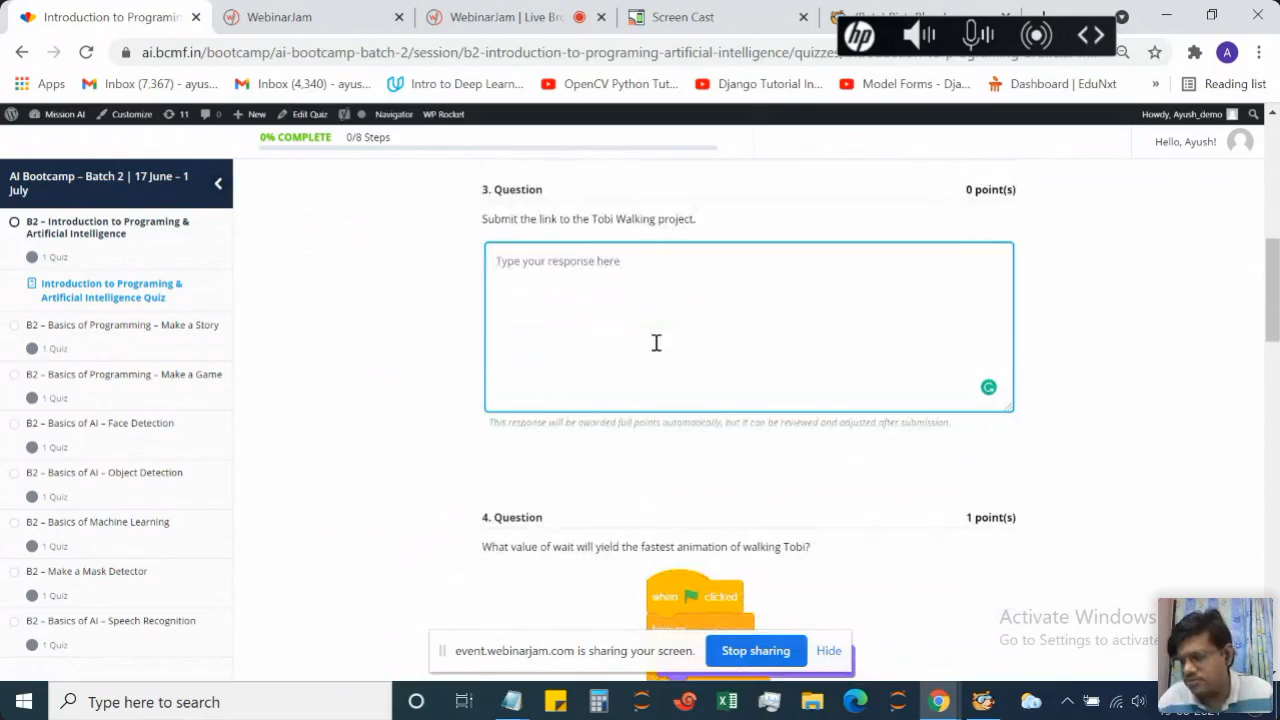 Introduction to Programing
WebinarJam
WebinarJam | Live Bro
Screen Cast
ai.bcmf.in/bootcamp/ai-bootcamp-batch-2/session/b2-introduction-to-programing-artificial-intelligence/quizzes
Apps
Inbox (7 367) - ayus...
Inbox (4,340) - ayus...
Intro to Deep Learn...
OpenCV Python Tut...
Django Tutorial In...
Model Forms - Dja...
Dashboard | EduNxt
»
Reading list
Mission AI
Customize
11
New
Edit Quiz
Navigator
WP Rocket
Howdy, Ayush_demo
0% COMPLETE 0/8 Steps
Hello, Ayush!
AI Bootcamp – Batch 2 | 17 June – 1
July
B2 – Introduction to Programing &
Artificial Intelligence
1 Quiz
Introduction to Programing &
Artificial Intelligence Quiz
B2 – Basics of Programming – Make a Story
1 Quiz
B2 – Basics of Programming – Make a Game
1 Quiz
B2 – Basics of AI – Face Detection
1 Quiz
B2 – Basics of AI – Object Detection
1 Quiz
B2 – Basics of Machine Learning
1 Quiz
B2 – Make a Mask Detector
1 Quiz
B2 – Basics of AI – Speech Recognition
1 Quiz
3. Question 0 point(s)
Submit the link to the Tobi Walking project.
Type your response here
This response will be awarded full points automatically, but it can be reviewed and adjusted after submission.
4. Question 1 point(s)
What value of wait will yield the fastest animation of walking Tobi?
when clicked
Activate Windows
Go to Settings to activate
event.webinarjam.com is sharing your screen.
Stop sharing
Hide
Type here to search